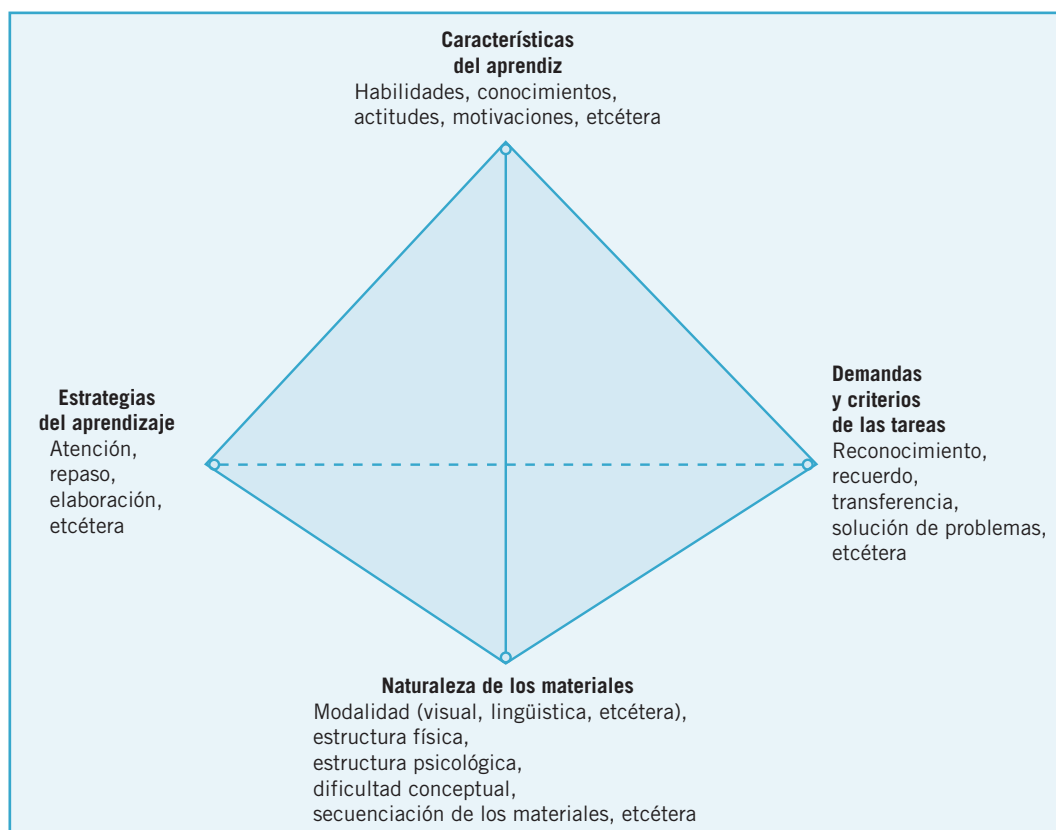 Características
del aprendiz
Habilidades, conocimientos,
actitudes, motivaciones, etcétera
Estrategias
del aprendizaje
Atención,
repaso,
elaboración,
etcétera
Demandas
y criterios
de las tareas
Reconocimiento,
recuerdo,
transferencia,
solución de problemas,
etcétera
Naturaleza de los materiales
Modalidad (visual, lingüistica, etcétera),
estructura física,
estructura psicológica,
dificultad conceptual,
secuenciación de los materiales, etcétera